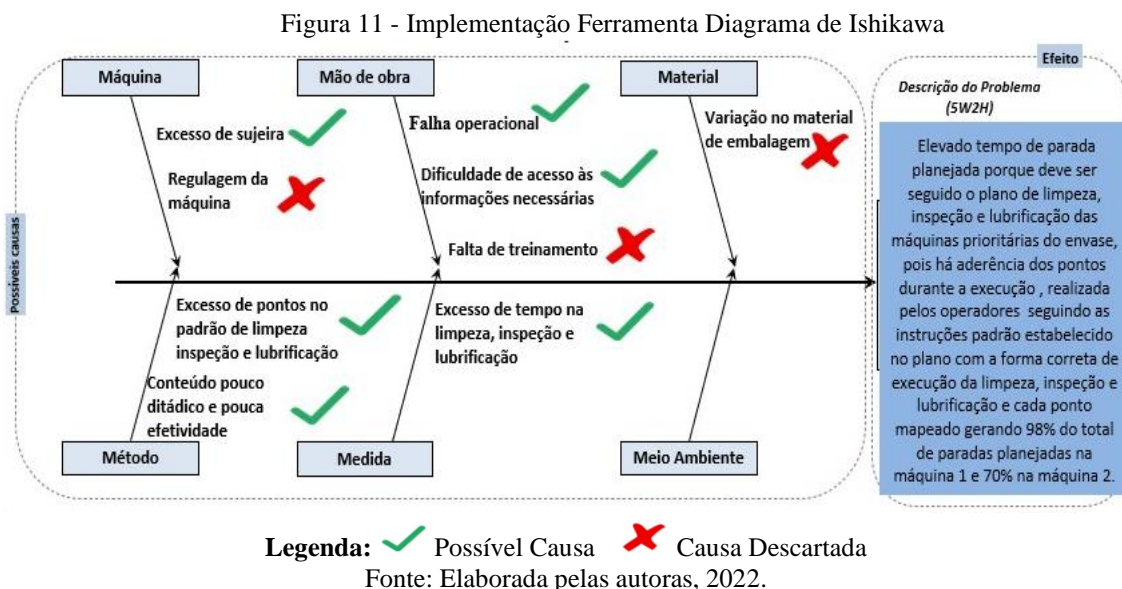 Figura 11 - Implementação Ferramenta Diagrama de Ishikawa
Efeito
Máquina
Mão de obra
Material
Excesso de sujeira
Regulagem da
máquina
Falha operacional
Dificuldade de acesso às
informações necessárias
Falta de treinamento
Variação no material
de embalagem
Possíveis causas
Excesso de pontos no
padrão de limpeza
inspeção e lubrificação
Conteúdo pouco
ditádico e pouca
efetividade
Excesso de tempo na
limpeza, inspeção e
lubrificação
Método
Medida
Meio Ambiente
Descrição do Problema
(5W2H)
Elevado tempo de parada
planejada porque deve ser
seguido o plano de limpeza,
inspeção e lubrificação das
máquinas prioritárias do envase,
pois há aderência dos pontos
durante a execução , realizada
pelos operadores seguindo as
instruções padrão estabelecido
no plano com a forma correta de
execução da limpeza, inspeção e
lubrificação e cada ponto
mapeado gerando 98% do total
de paradas planejadas na
máquina 1 e 70% na máquina 2.
Legenda: Possível Causa Causa Descartada
Fonte: Elaborada pelas autoras, 2022.